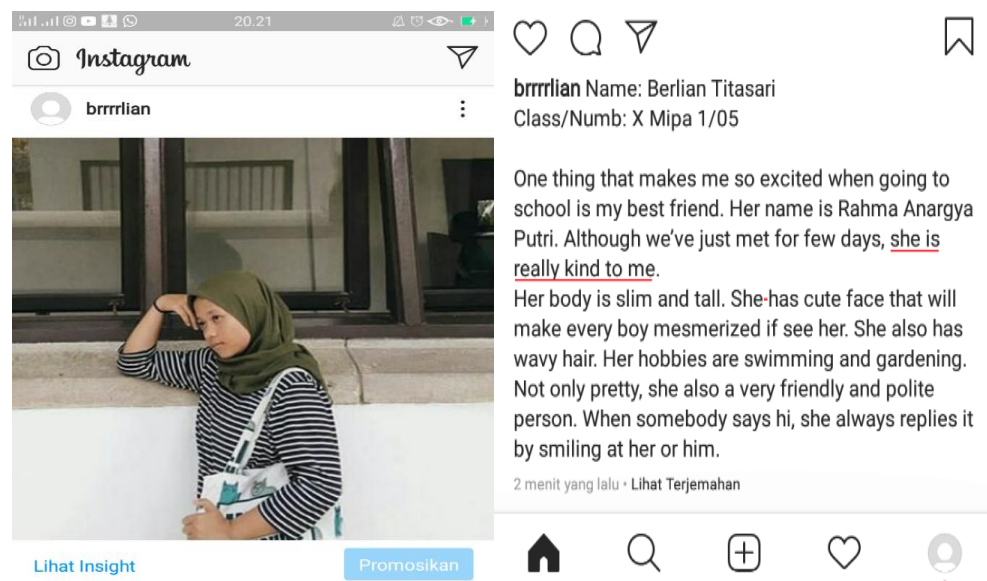 20.21
Instagram
brrrrlian
Lihat Insight
Promosikan
brrrrlian Name: Berlian Titasari
Class/Numb: X Mipa 1/05
One thing that makes me so excited when going to
school is my best friend. Her name is Rahma Anargya
Putri. Although we've just met for few days, she is
really kind to me.
Her body is slim and tall. She-has cute face that will
make every boy mesmerized if see her. She also has
wavy hair. Her hobbies are swimming and gardening.
Not only pretty, she also a very friendly and polite
person. When somebody says hi, she always replies it
by smiling at her or him.
2 menit yang lalu • Lihat Terjemahan